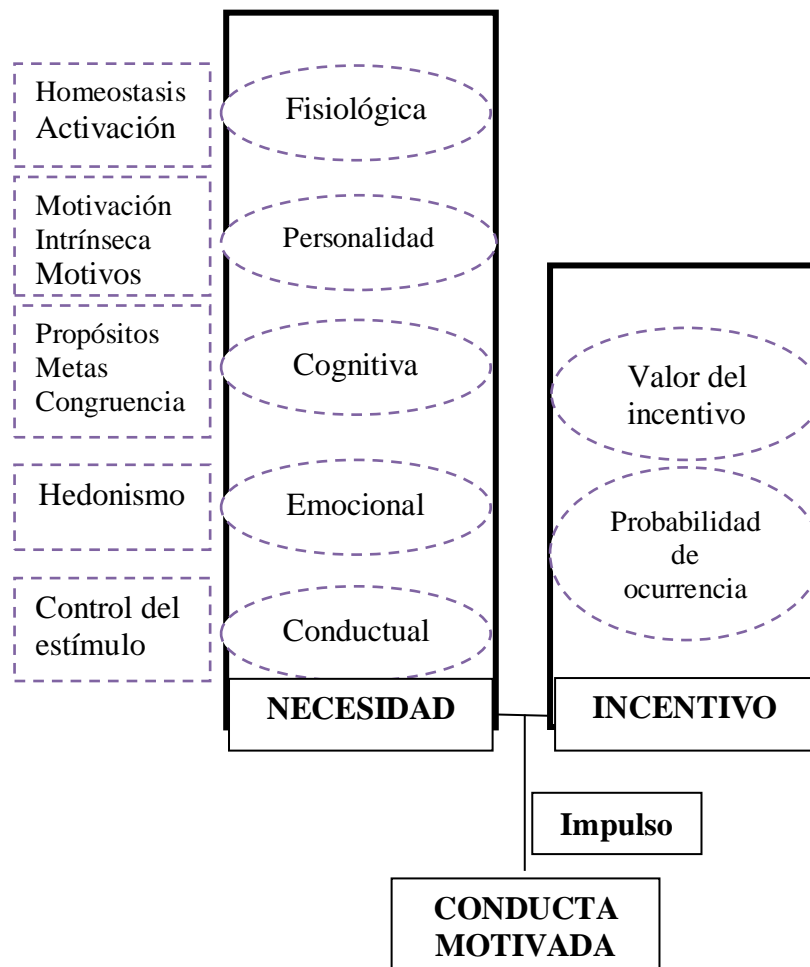 Homeostasis
Activación
Fisiológica
Motivación
Intrínseca
Motivos
Personalidad
Propósitos
Metas
Congruencia
Cognitiva
Hedonismo
Emocional
Control del
estímulo
Conductual
NECESIDAD
Valor del
incentivo
Probabilidad
de
ocurrencia
INCENTIVO
Impulso
CONDUCTA
MOTIVADA